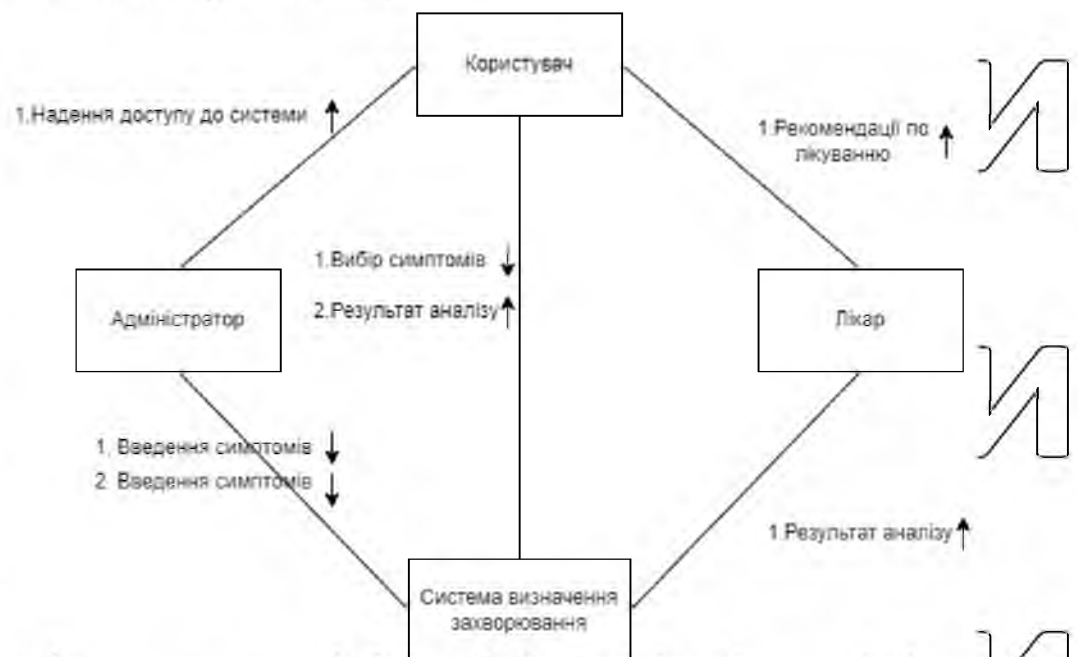 Користувач
1.Надення доступу до системи
1.Рекомендації по
лікуванню
1.Вибір симптомів
2.Результат аналізу
Адміністратор
Лікар
1. Введення симптомів
2. Введення симптомів
1.Результат аналізу
Система визначення
захворювання
И
И
И